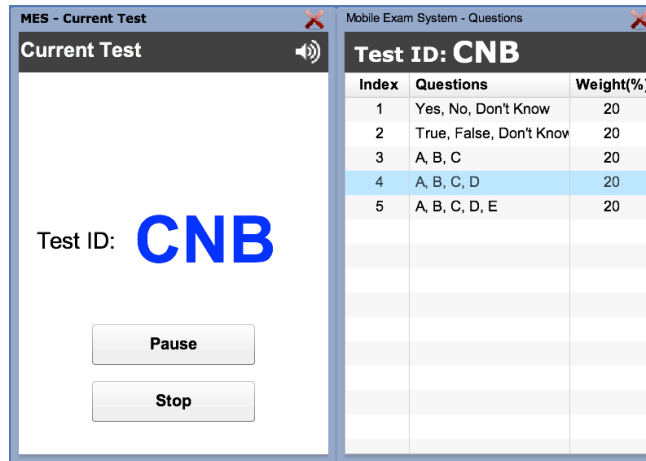 MES - Current Test
Current Test
Test ID: CNB
Pause
Stop
Mobile Exam System - Questions
Test ID: CNB
Index Questions Weight(%)
1 Yes, No, Don't Know 20
2 True, False, Don't Know 20
3 A, B, C 20
4 A, B, C, D 20
5 A, B, C, D, E 20